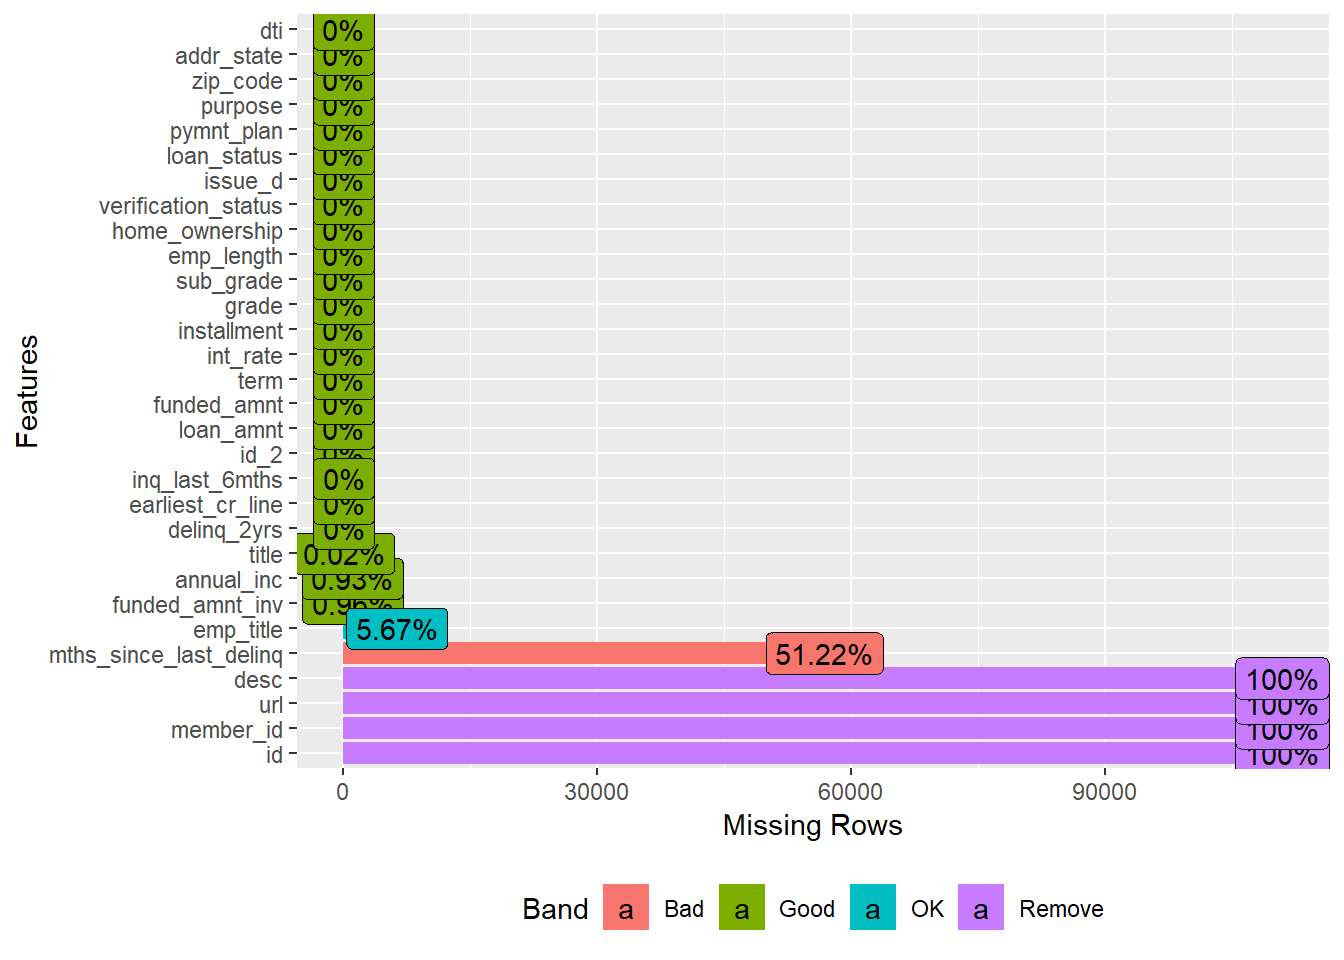 dti 0%
addr_state 0%
zip_code 0%
purpose 0%
pymnt_plan 0%
loan_status 0%
issue_d 0%
verification_status 0%
home_ownership 0%
emp_length 0%
sub_grade 0%
grade 0%
installment 0%
int_rate 0%
term 0%
funded_amnt 0%
loan_amnt 0%
id_2 0%
inq_last_6mths 0%
earliest_cr_line 0%
delinq_2yrs 0%
title 0.02%
annual_inc 0.93%
funded_amnt_inv 0.96%
emp_title 5.67%
mths_since_last_delinq 51.22%
desc 100%
url 100%
member_id 100%
id 100%
Features
0 30000 60000 90000
Missing Rows
Band a Bad a Good a OK a Remove